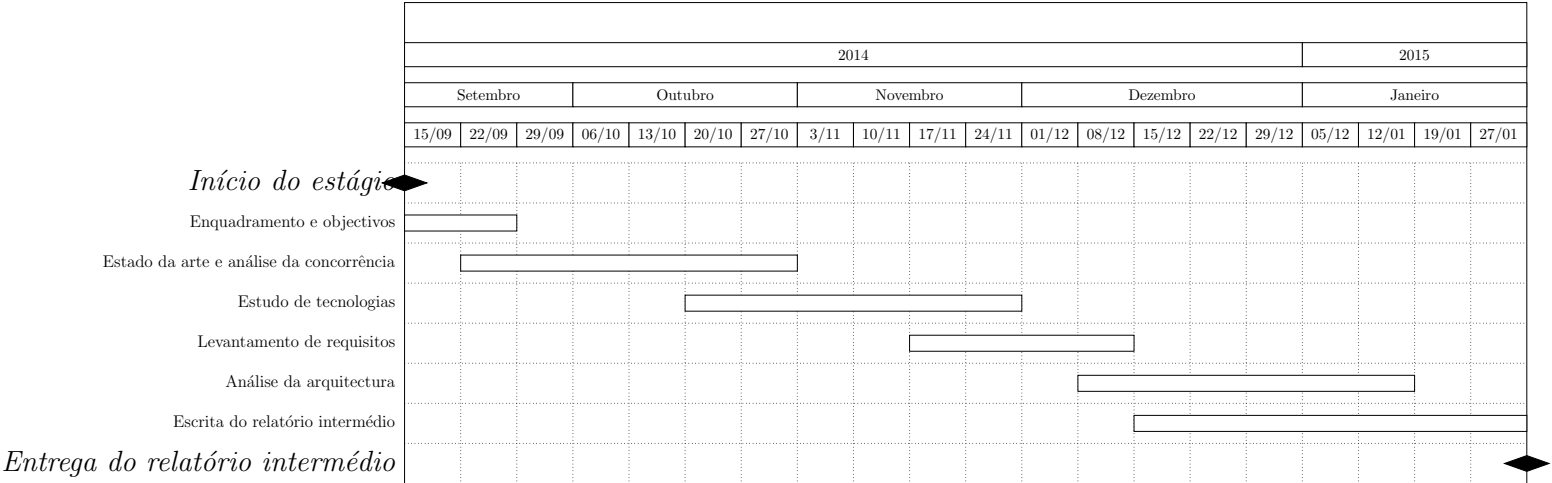 2014 2015
Setembro Outubro Novembro Dezembro Janeiro
15/09 22/09 29/09 06/10 13/10 20/10 27/10 3/11 10/11 17/11 24/11 01/12 08/12 15/12 22/12 29/12 05/12 12/01 19/01 27/01
Início do estágio
Enquadramento e objectivos
Estado da arte e análise da concorrência
Estudo de tecnologias
Levantamento de requisitos
Análise da arquitectura
Escrita do relatório intermédio
Entrega do relatório intermédio